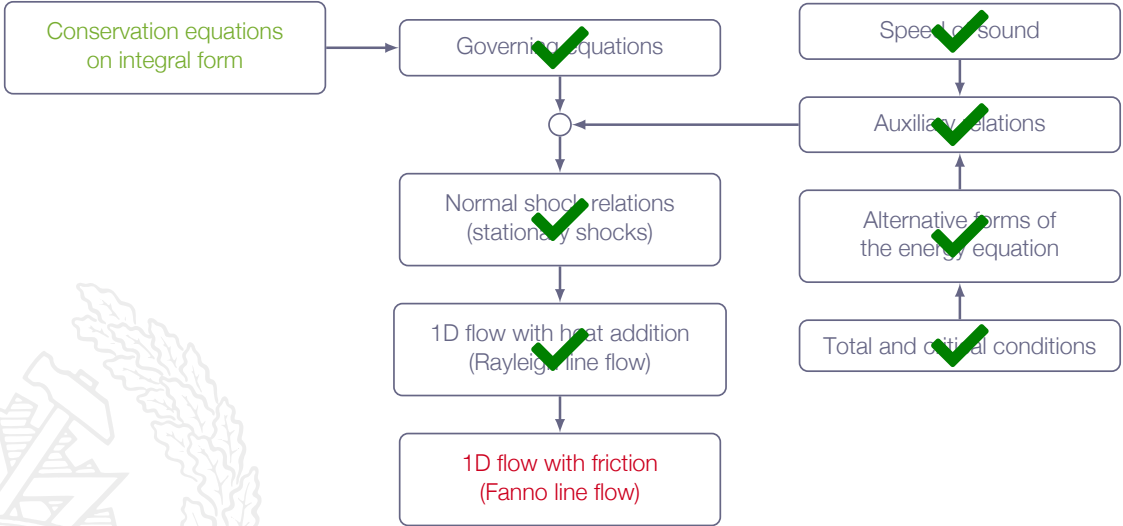 Conservation equations
on integral form
Governing equations
Speed of sound
Auxiliary relations
Normal shock relations
(stationary shocks)
Alternative forms of
the energy equation
1D flow with heat addition
(Rayleigh line flow)
Total and critical conditions
1D flow with friction
(Fanno line flow)